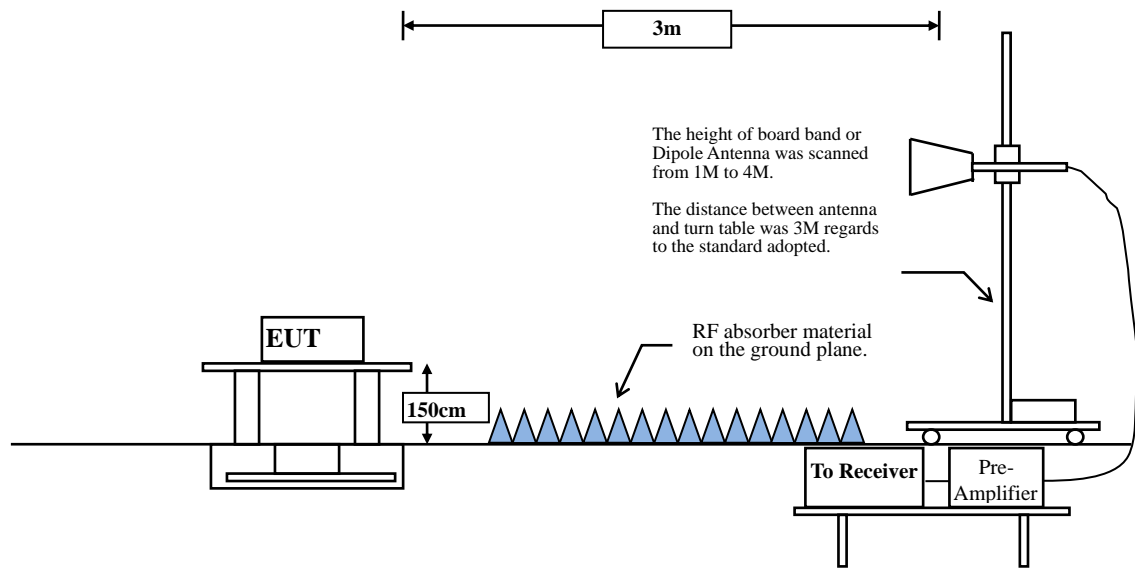 3m
The height of board band or
Dipole Antenna was scanned
from 1M to 4M.
The distance between antenna
and turn table was 3M regards
to the standard adopted.
EUT
RF absorber material
on the ground plane.
150cm
To Receiver
Pre-
Amplifier